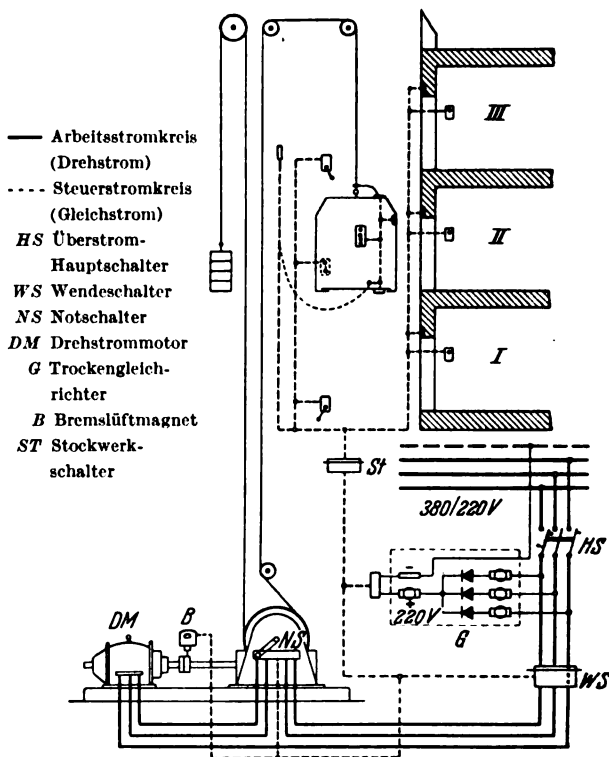 Arbeitsstromkreis
(Drehstrom)
Steuerstromkreis
(Gleichstrom)
HS Überstrom-
Hauptschalter
WS Wendeschalter
NS Notschalter
DM Drehstrommotor
G Trockengleich-
richter
B Bremslüftmagnet
ST Stockwerk-
schalter
III
II
I
St
380/220V
HS
-
+
220V
G
DM
B
NS
WS